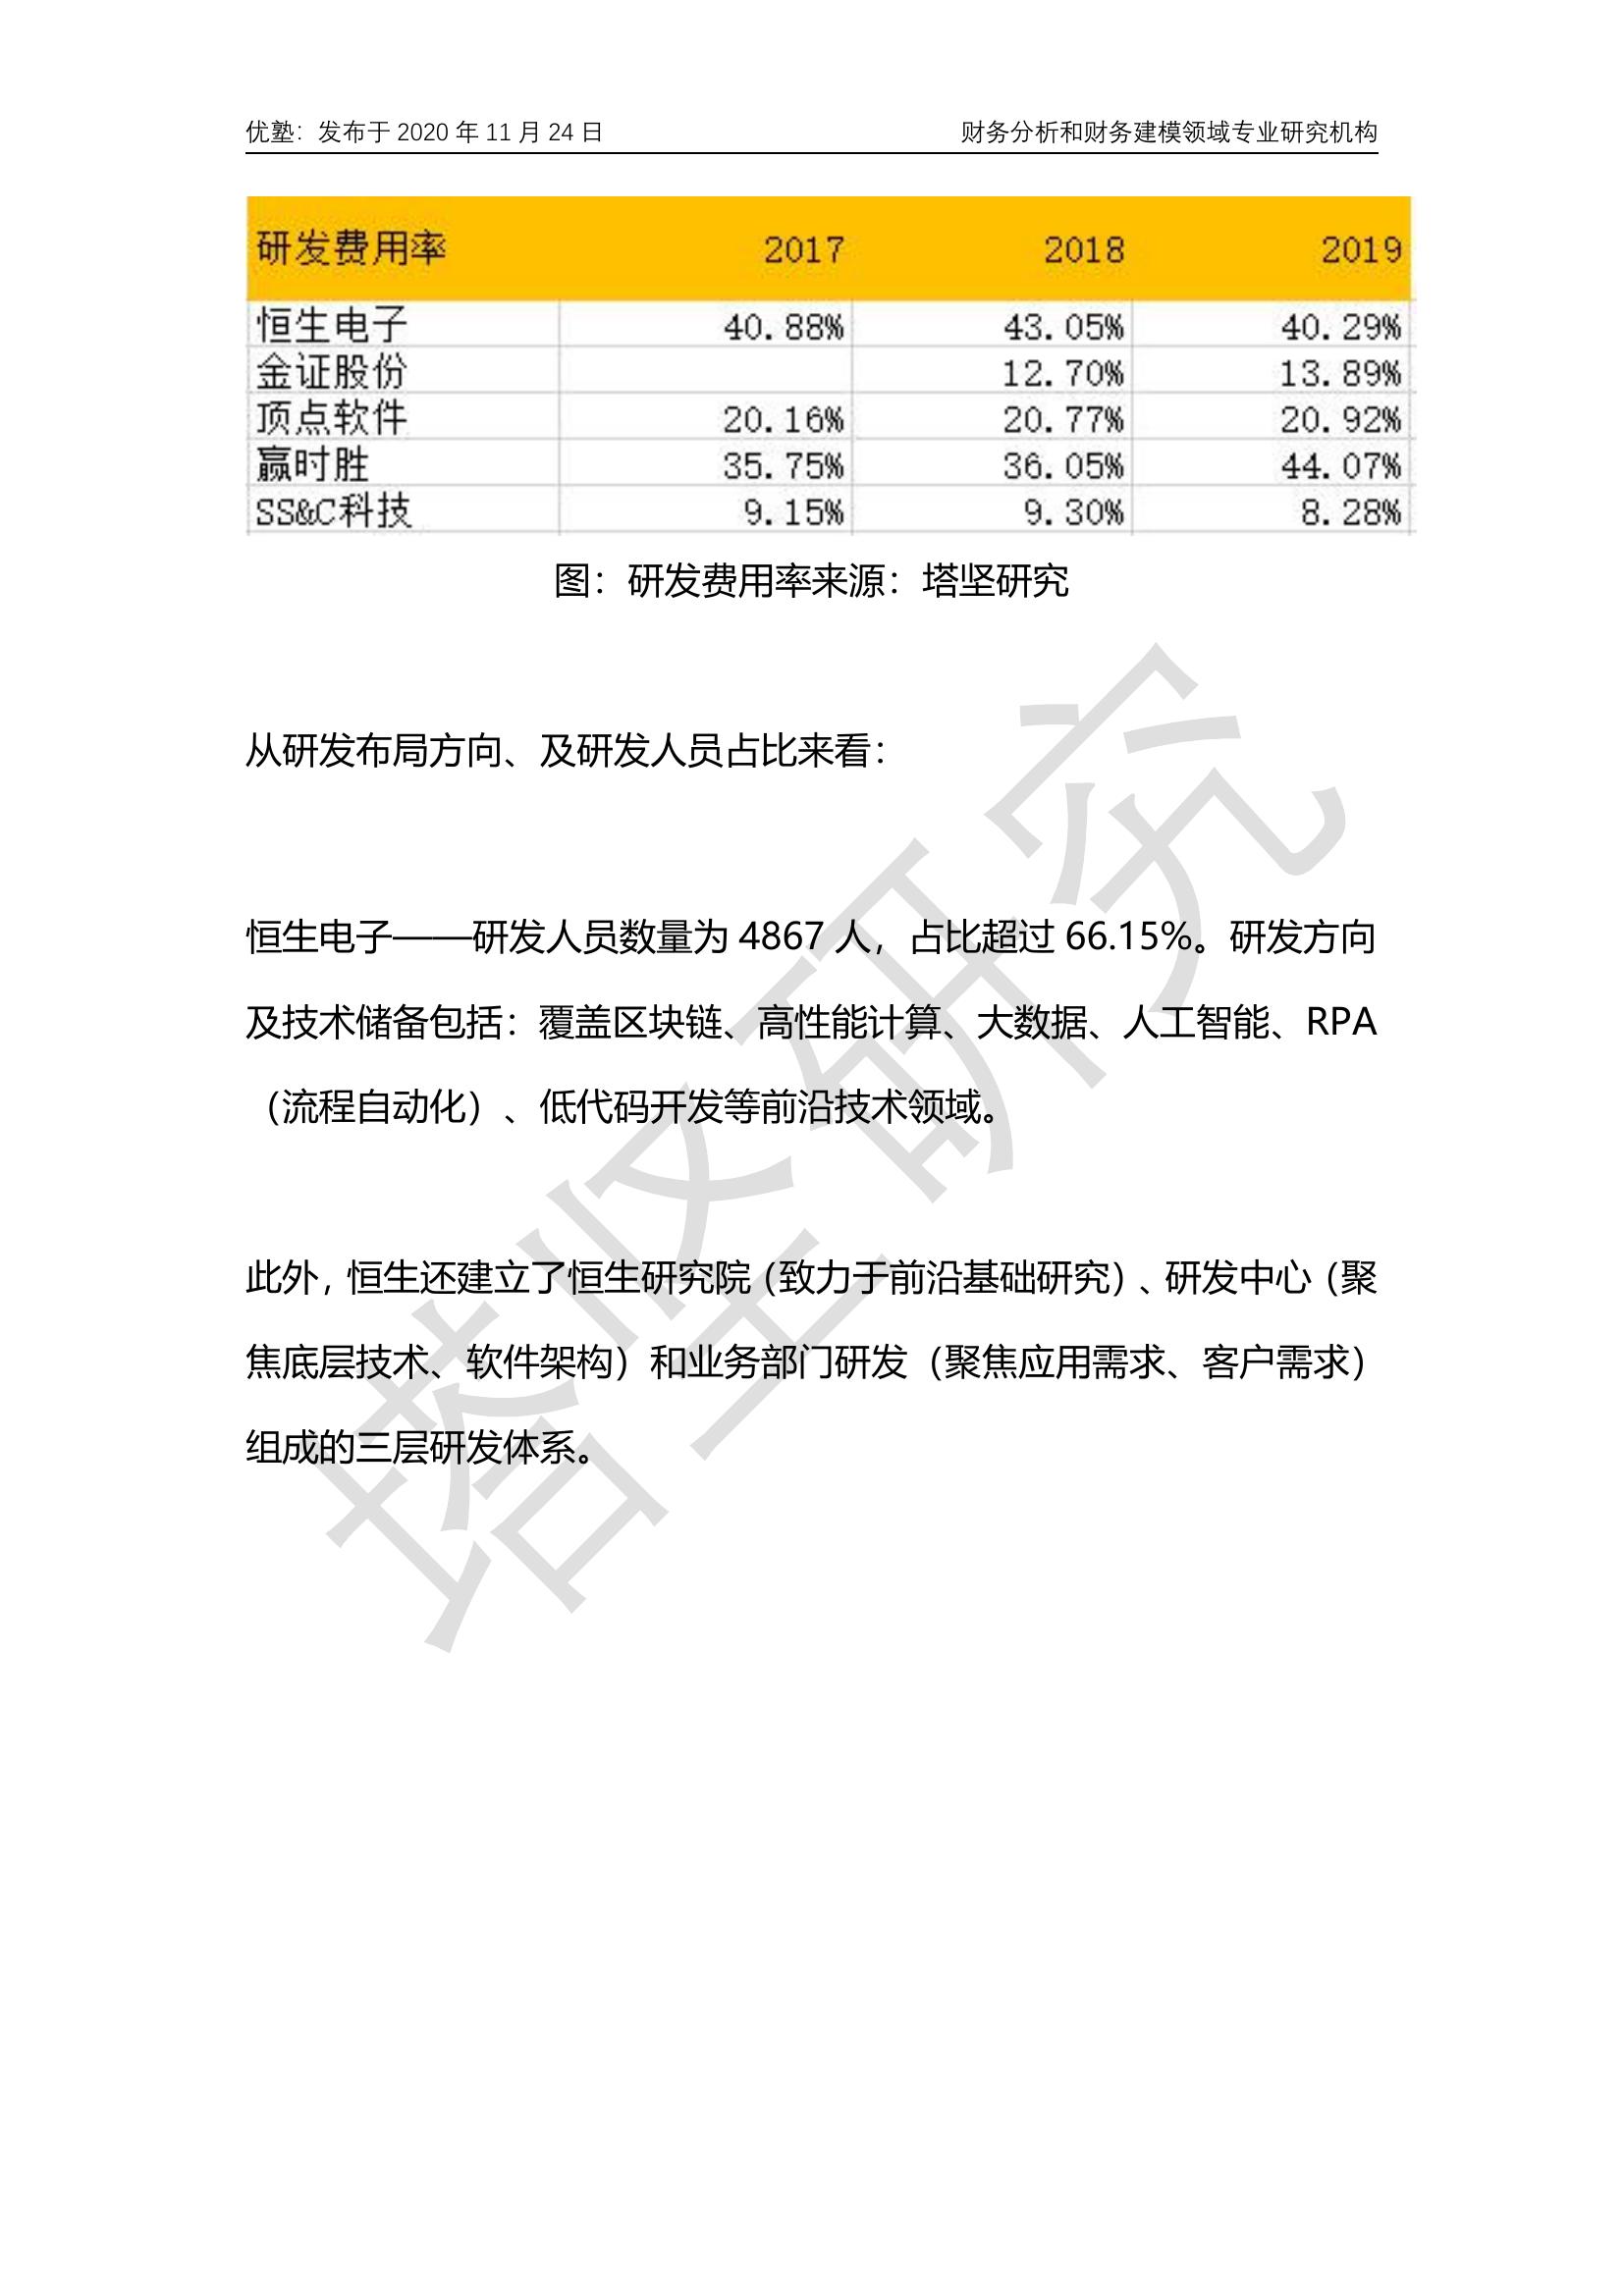 优塾：发布于 2020 年 11 月 24 日 财务分析和财务建模领域专业研究机构
研发费用率 2017 2018 2019
恒生电子 40.88% 43.05% 40.29%
金证股份 12.70% 13.89%
顶点软件 20.16% 20.77% 20.92%
赢时胜 35.75% 36.05% 44.07%
SS&C科技 9.15% 9.30% 8.28%
图：研发费用率来源：塔坚研究
从研发布局方向、及研发人员占比来看：
恒生电子——研发人员数量为 4867 人，占比超过 66.15%。研发方向
及技术储备包括：覆盖区块链、高性能计算、大数据、人工智能、RPA
（流程自动化）、低代码开发等前沿技术领域。
此外，恒生还建立了恒生研究院（致力于前沿基础研究）、研发中心（聚
焦底层技术、软件架构）和业务部门研发（聚焦应用需求、客户需求）
组成的三层研发体系。
塔坚研究